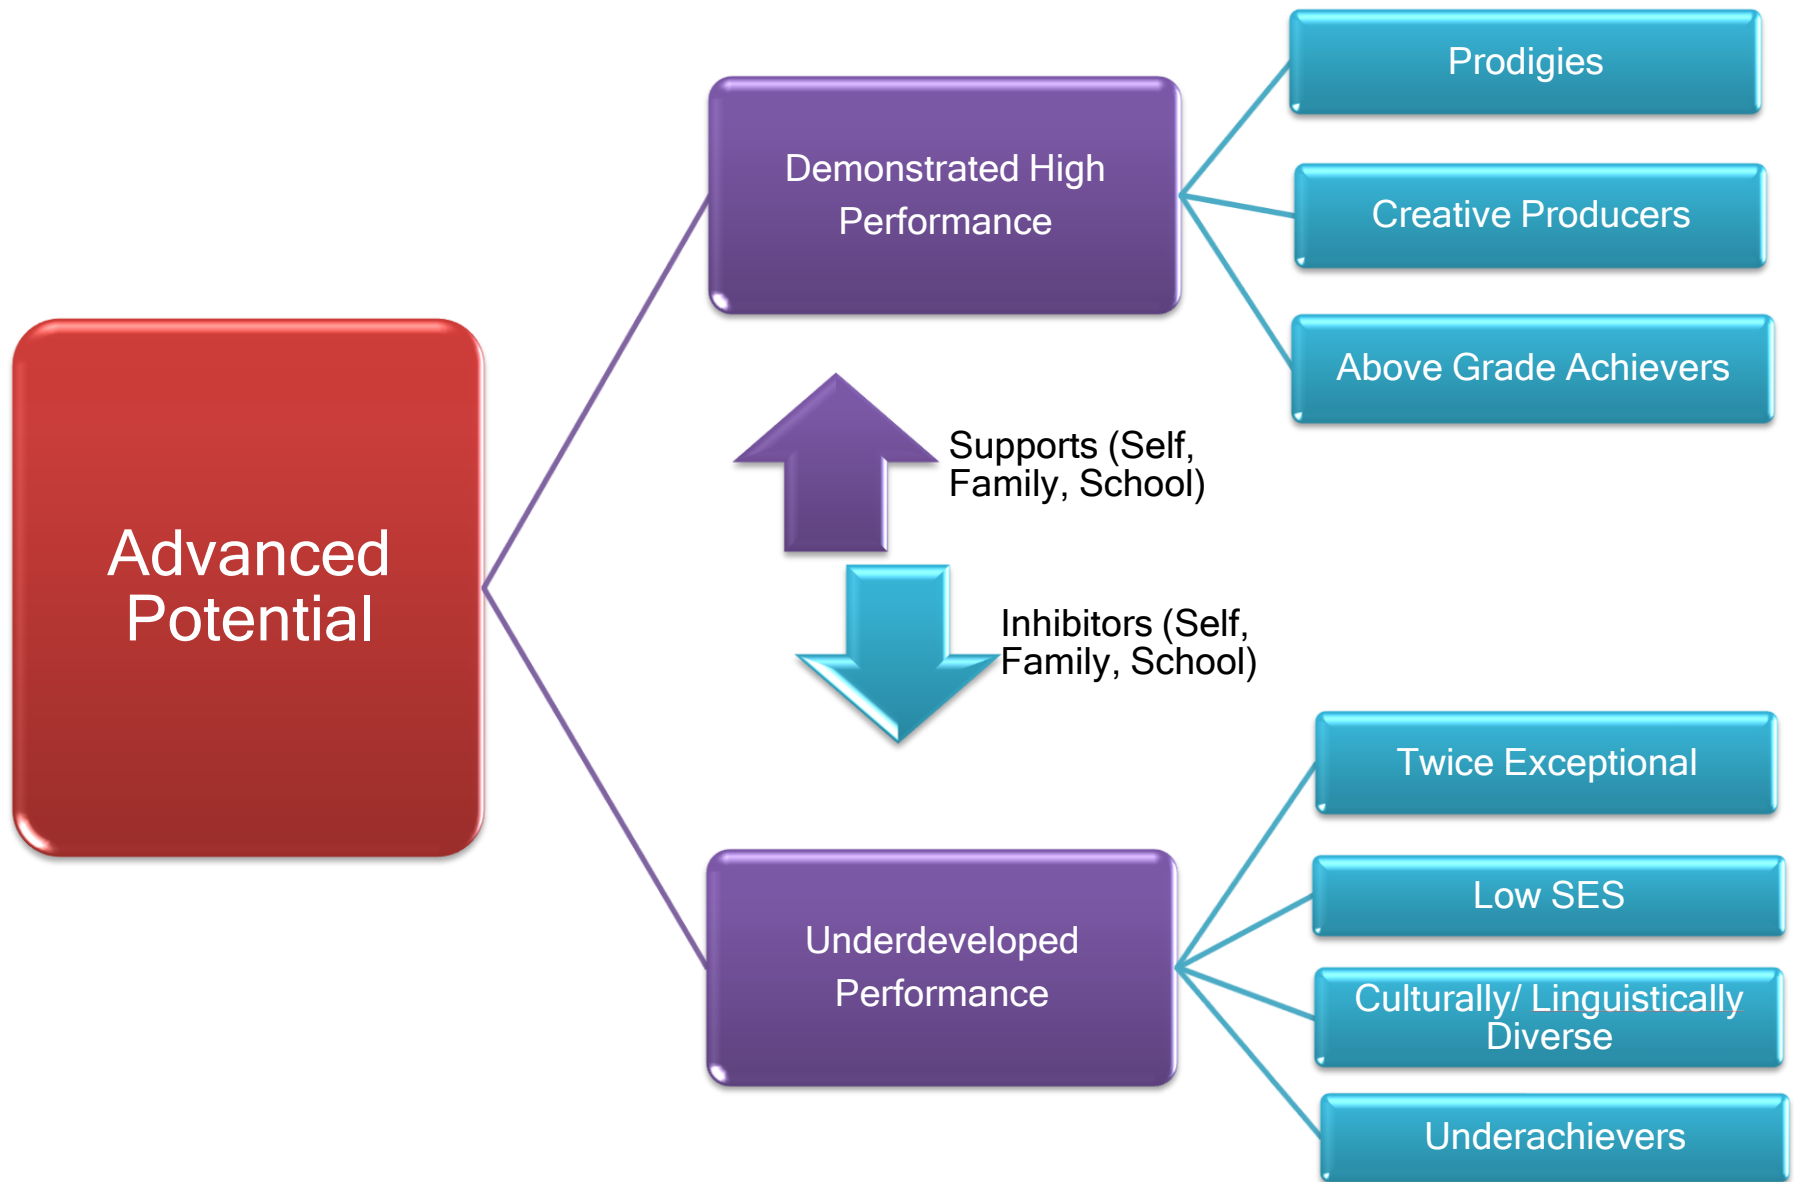 Advanced
Potential
Demonstrated High
Performance
Prodigies
Creative Producers
Above Grade Achievers
Supports (Self,
Family, School)
Inhibitors (Self,
Family, School)
Underdeveloped
Performance
Twice Exceptional
Low SES
Culturally/ Linguistically
Diverse
Underachievers